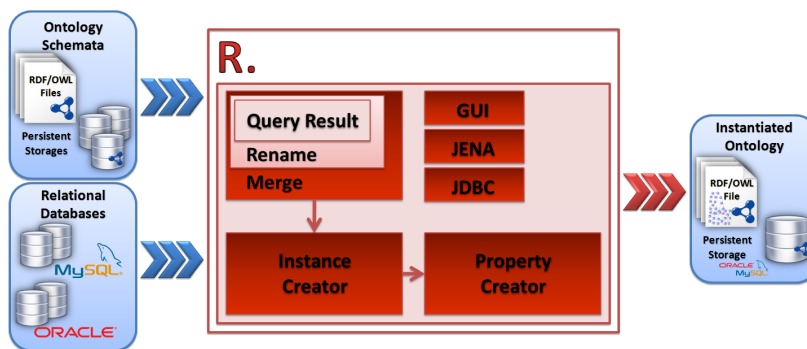 Ontology
Schemata
RDF/OWL
Files
Persistent
Storages
Relational
Databases
MySQL®
ORACLE®
R.
Query Result
Rename
Merge
GUI
JENA
JDBC
Instance
Creator
Property
Creator
Instantiated
Ontology
RDF/OWL
File
Persistent
Storage
ORACLE
MySQL